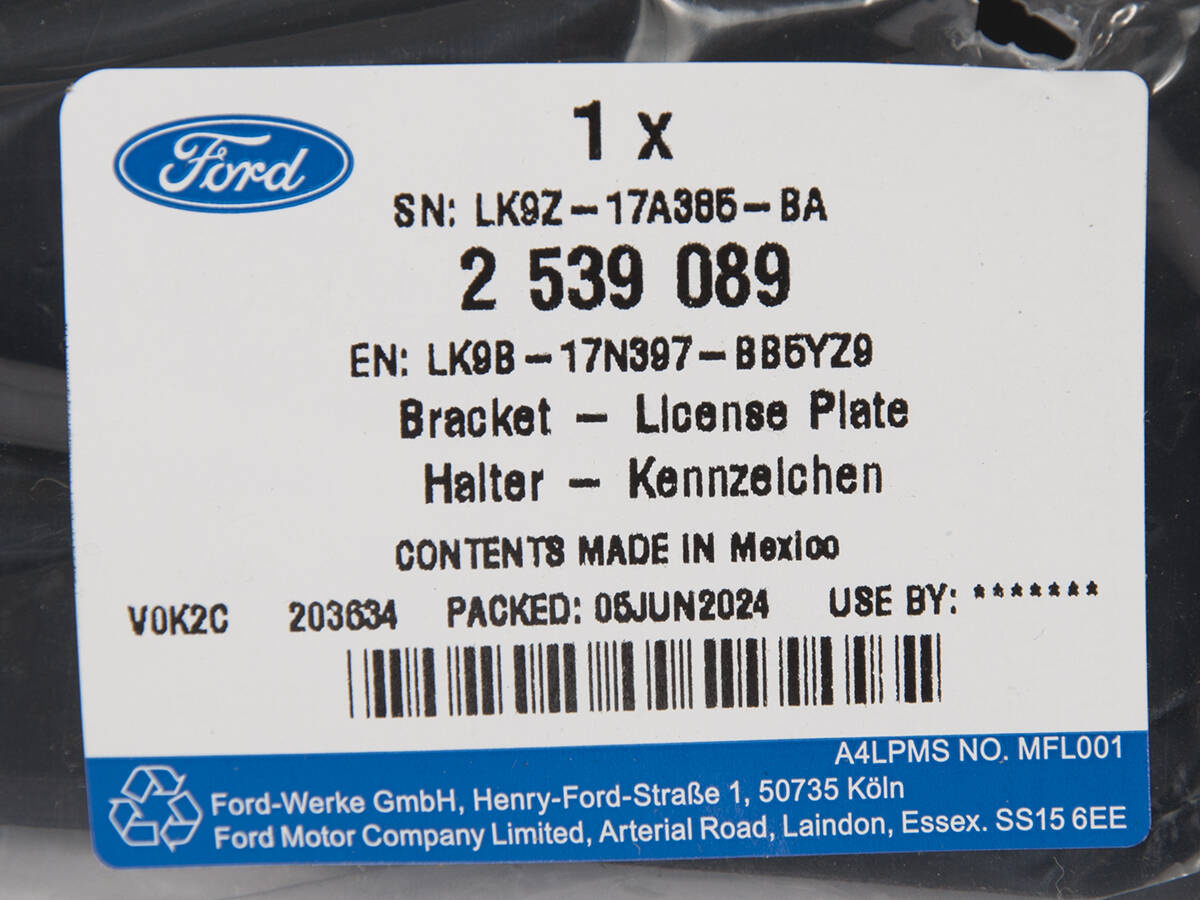 Ford
1 x
SN: LK9Z-17A385-BA
2 539 089
EN: LK9B-17N397-BB5YZ9
Bracket - License Plate
Halter - Kennzeichen
CONTENTS MADE IN Mexico
V0K2C 203634 PACKED: 05JUN2024 USE BY: *******
A4LPMS NO. MFL001
Ford-Werke GmbH, Henry-Ford-Straße 1, 50735 Köln
Ford Motor Company Limited, Arterial Road, Laindon, Essex. SS15 6EE